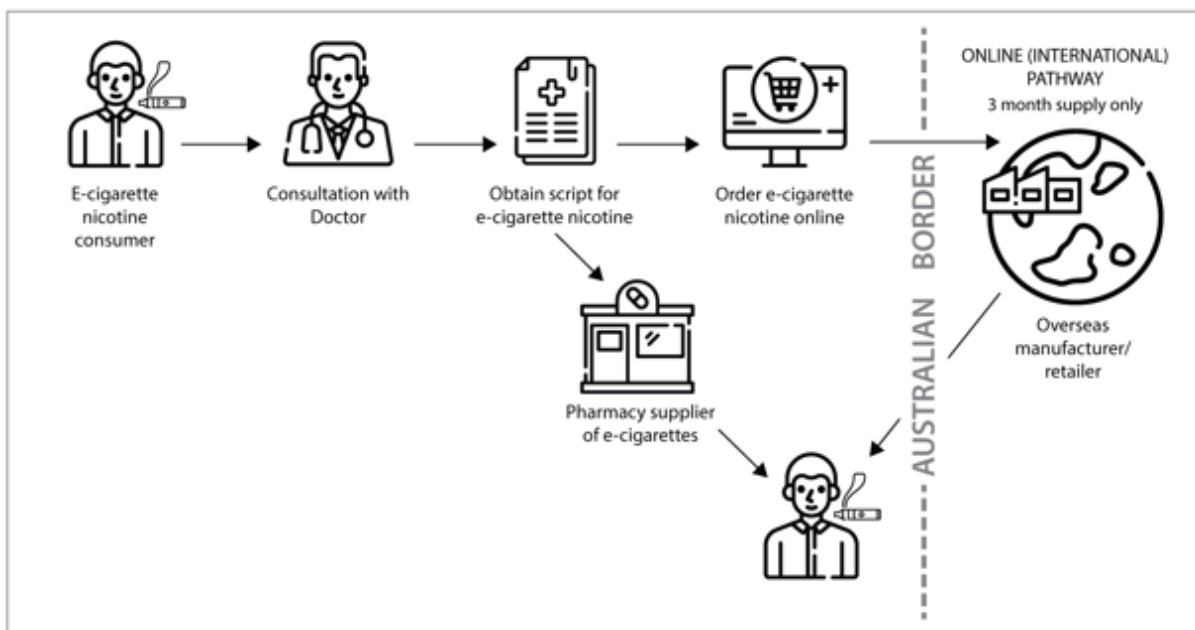 ONLINE (INTERNATIONAL)
PATHWAY
3 month supply only
E-cigarette
nicotine
consumer
Consultation with
Doctor
Obtain script for
e-cigarette nicotine
Order e-cigarette
nicotine online
AUSTRALIAN BORDER
Overseas
manufacturer/
retailer
Pharmacy supplier
of e-cigarettes